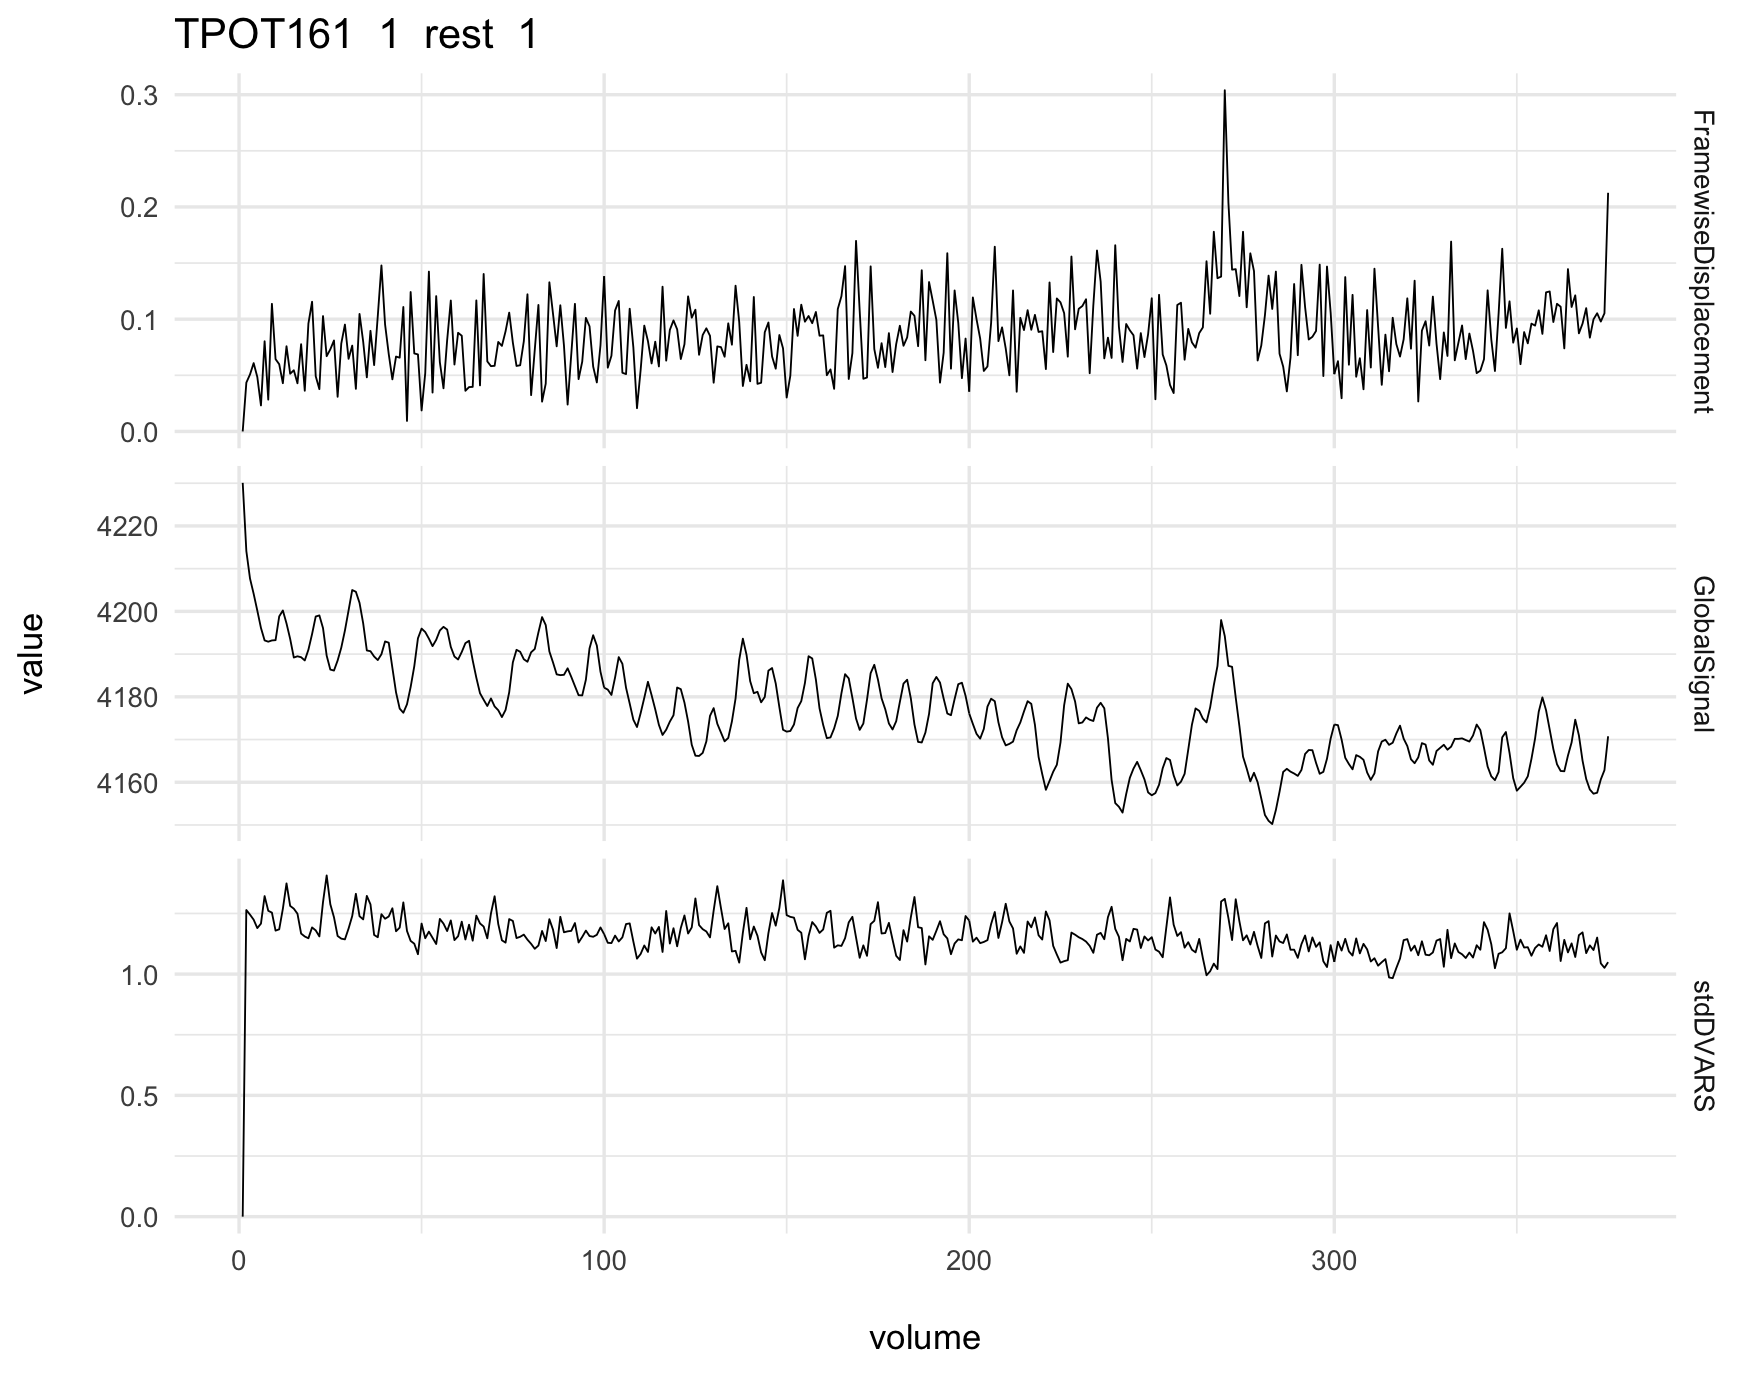 TPOT161  1  rest  1
0.3
0.2
0.1
0.0
FramewiseDisplacement
4220
4200
4180
4160
GlobalSignal
value
1.0
0.5
0.0
stdDVARS
0 100 200 300
volume